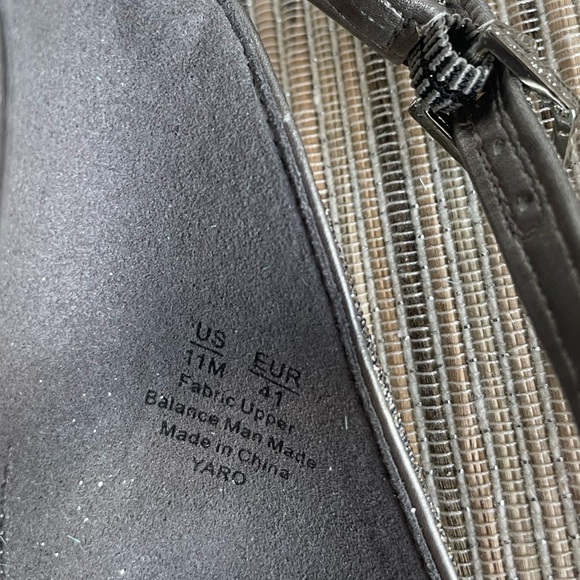 US EUR
11M 41
Fabric Upper
Balance Man Made
Made in China
YARO